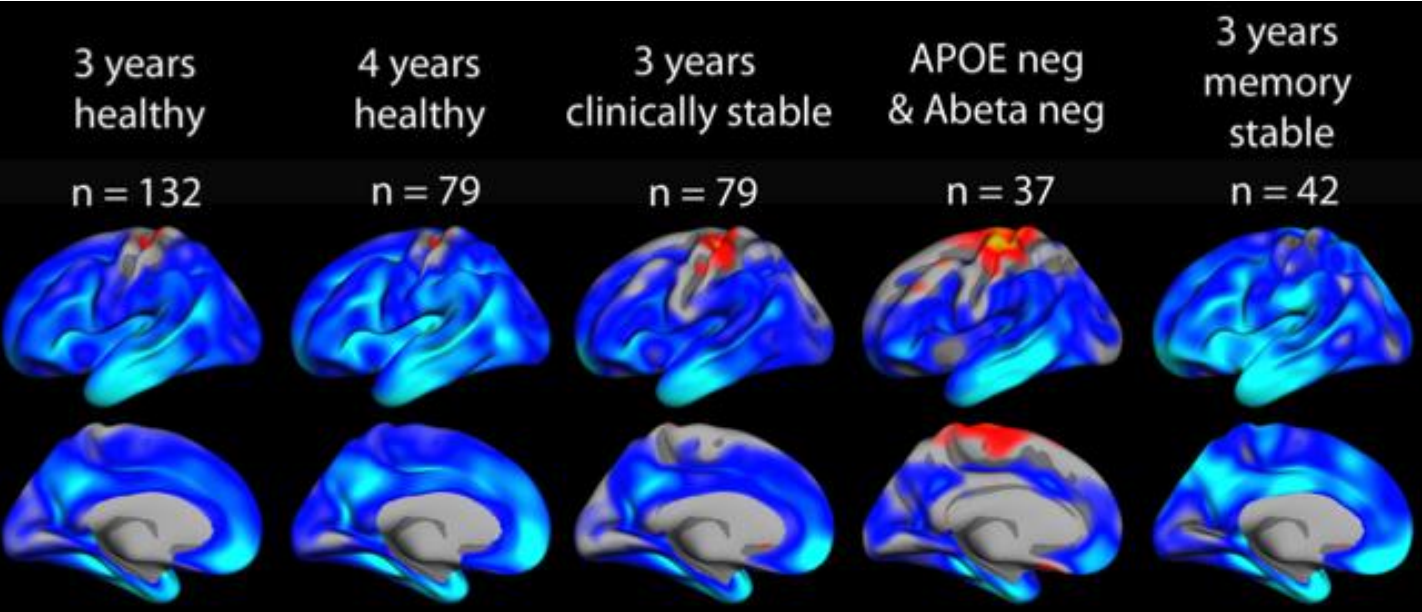 3 years
healthy
4 years
healthy
3 years
clinically stable
APOE neg
& Abeta neg
3 years
memory
stable
n = 132
n = 79
n = 79
n = 37
n = 42